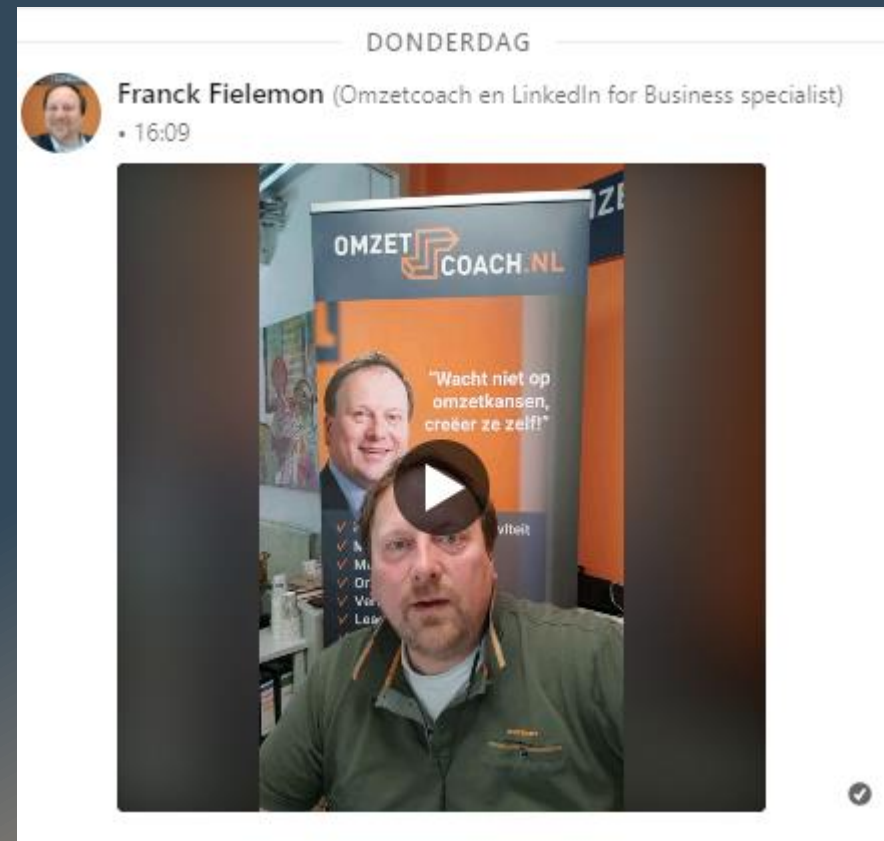 DONDERDAG
Franck Fielemon (Omzetcoach en LinkedIn for Business specialist)
• 16:09
IZE
OMZET
COACH.NL
"Wacht niet op
omzetkansen,
creëer ze zelf!"